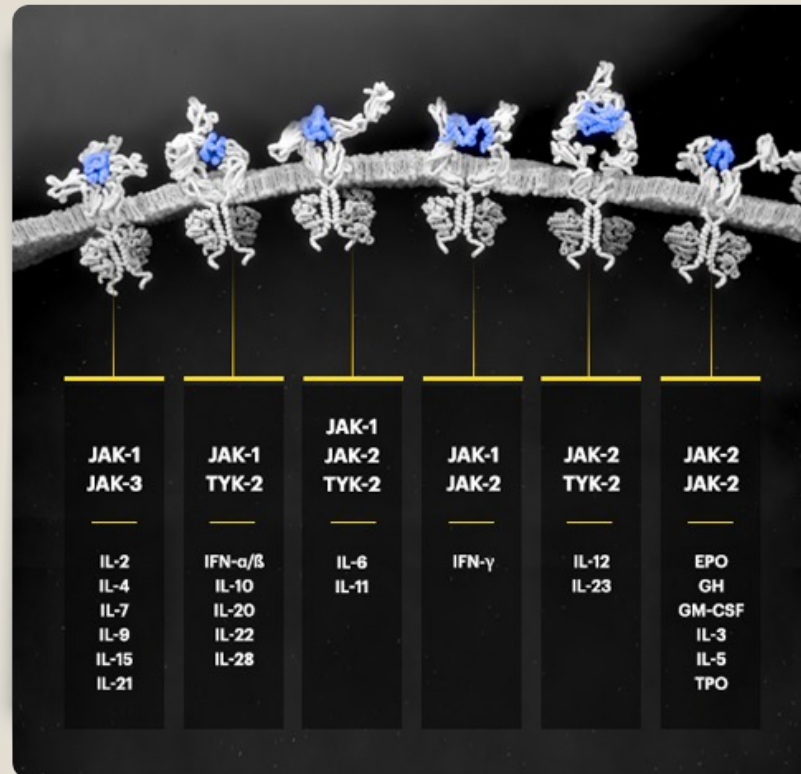 JAK-1
JAK-3
IL-2
IL-4
IL-7
IL-9
IL-15
IL-21
JAK-1
TYK-2
IFN-α/ß
IL-10
IL-20
IL-22
IL-28
JAK-1
JAK-2
TYK-2
IL-6
IL-11
JAK-1
JAK-2
IFN-γ
JAK-2
TYK-2
IL-12
IL-23
JAK-2
JAK-2
EPO
GH
GM-CSF
IL-3
IL-5
TPO